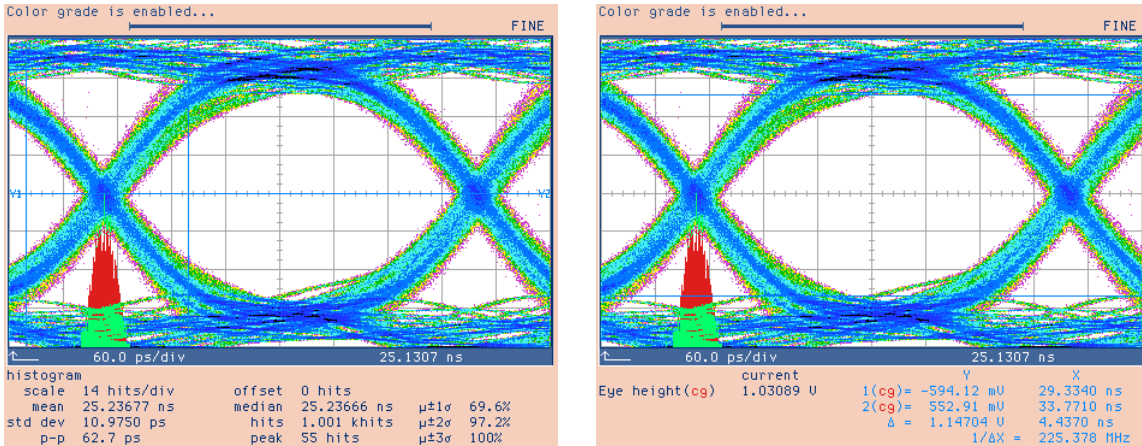 Color grade is enabled...
FINE
Y1
Y2
60.0 ps/div 25.1307 ns
histogram
scale 14 hits/div offset 0 hits
mean 25.23677 ns median 25.23666 ns µ±1σ 69.6%
std dev 10.9750 ps hits 1.001 khits µ±2σ 97.2%
p-p 62.7 ps peak 55 hits µ±3σ 100%
Color grade is enabled...
FINE
60.0 ps/div 25.1307 ns
current Y X
Eye height(cg) 1.03089 V 1(cg)= -594.12 mV 29.3340 ns
2(cg)= 552.91 mV 33.7710 ns
Δ = 1.14704 V 4.4370 ns
1/ΔX = 225.378 MHz